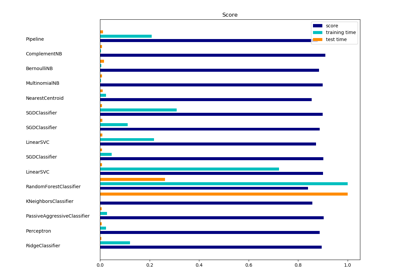 Score
score
training time
test time
Pipeline
ComplementNB
BernoulliNB
MultinomialNB
NearestCentroid
SGDClassifier
SGDClassifier
LinearSVC
SGDClassifier
LinearSVC
RandomForestClassifier
KNeighborsClassifier
PassiveAggressiveClassifier
Perceptron
RidgeClassifier
0.0 0.2 0.4 0.6 0.8 1.0